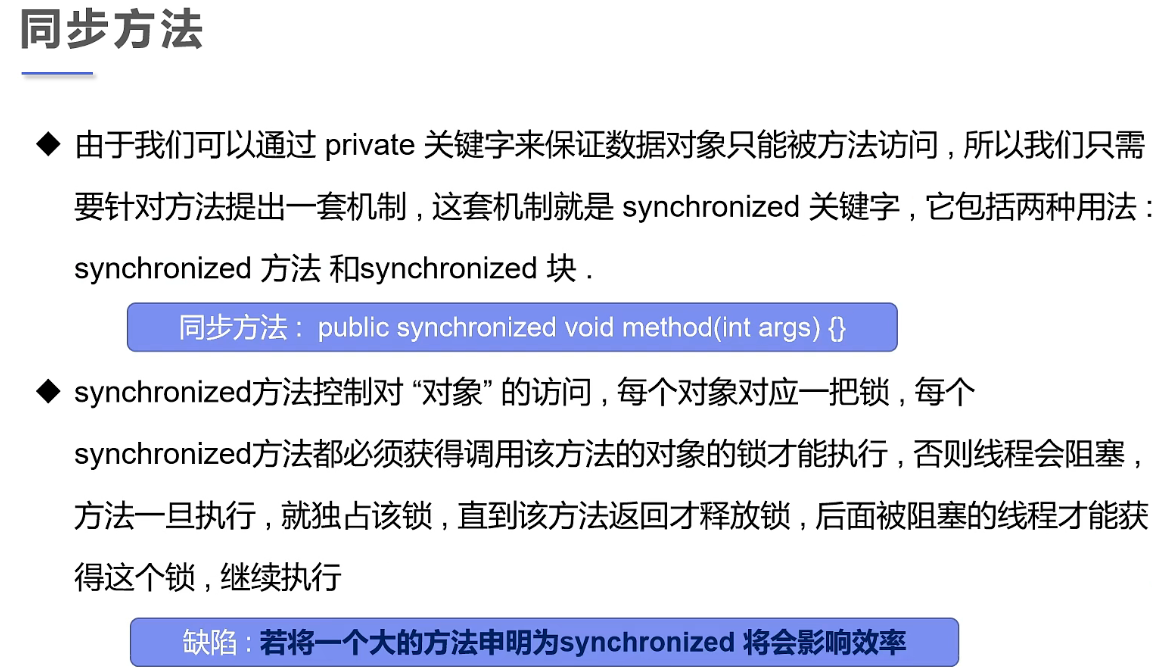 同步方法
◆ 由于我们可以通过 private 关键字来保证数据对象只能被方法访问 , 所以我们只需
要针对方法提出一套机制 , 这套机制就是 synchronized 关键字 , 它包括两种用法 :
synchronized 方法 和synchronized 块 .
同步方法 : public synchronized void method(int args) {}
◆ synchronized方法控制对 “对象” 的访问 , 每个对象对应一把锁 , 每个
synchronized方法都必须获得调用该方法的对象的锁才能执行 , 否则线程会阻塞 ,
方法一旦执行 , 就独占该锁 , 直到该方法返回才释放锁 , 后面被阻塞的线程才能获
得这个锁 , 继续执行
缺陷 : 若将一个大的方法申明为synchronized 将会影响效率